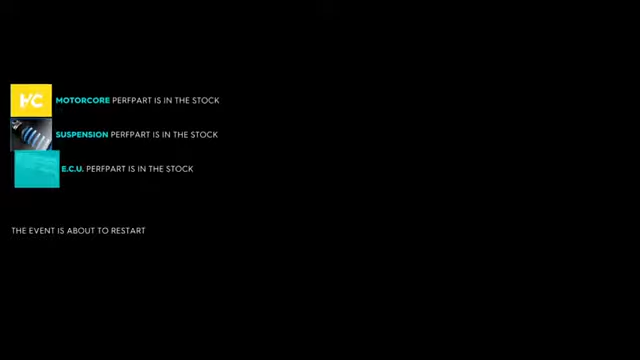 MOTORCORE PERFPART IS IN THE STOCK
SUSPENSION PERFPART IS IN THE STOCK
E.C.U. PERFPART IS IN THE STOCK
THE EVENT IS ABOUT TO RESTART